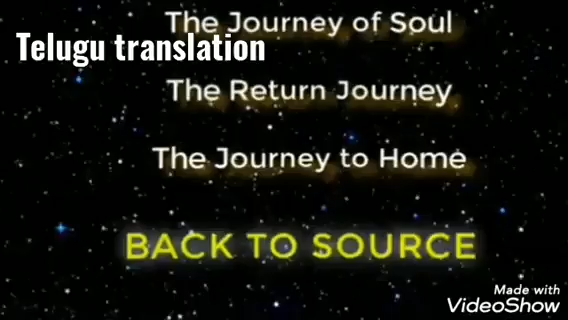 The Journey of Soul
Telugu translation
The Return Journey
The Journey to Home
BACK TO SOURCE
Made with
VideoShow